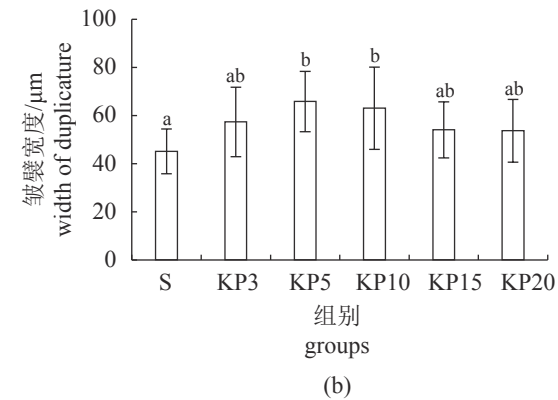 100
80
60
40
20
0
皱襞宽度/μm
width of duplicature
a
ab
b
b
ab
ab
S KP3 KP5 KP10 KP15 KP20
组别
groups
(b)